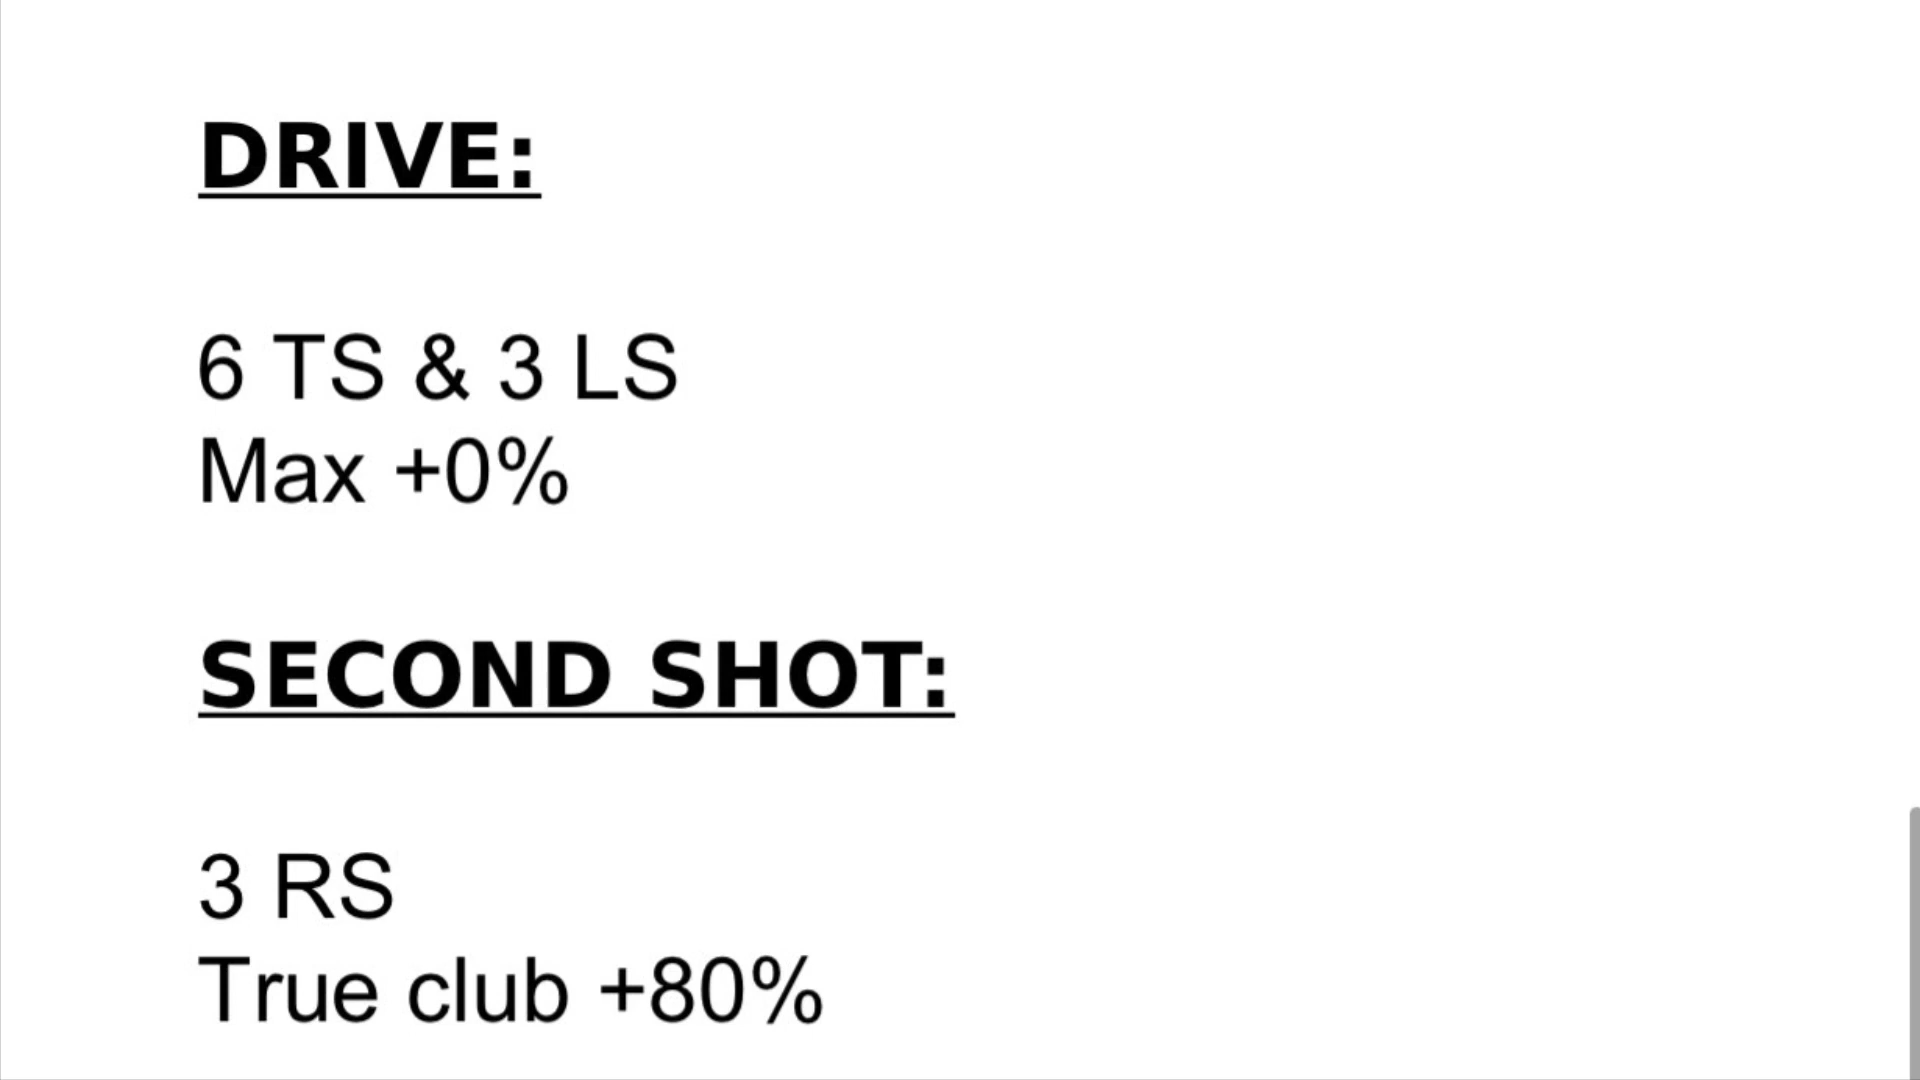 DRIVE:
6 TS & 3 LS
Max +0%
SECOND SHOT:
3 RS
True club +80%